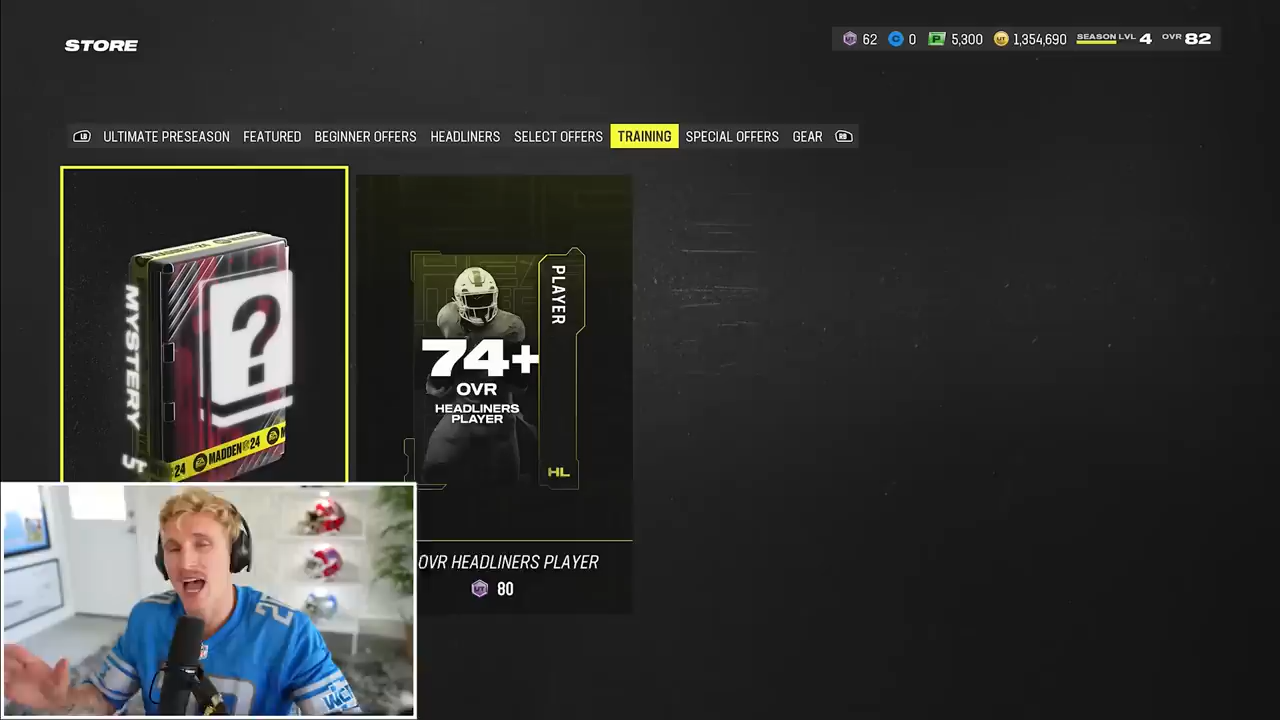 STORE
62 0 5,300 1,354,690 SEASON LVL 4 OVR 82
LB ULTIMATE PRESEASON FEATURED BEGINNER OFFERS HEADLINERS SELECT OFFERS TRAINING SPECIAL OFFERS GEAR RB
MYSTERY
?
MADDEN 24
PLAYER
74+
OVR
HEADLINERS
PLAYER
HL
OVR HEADLINERS PLAYER
80